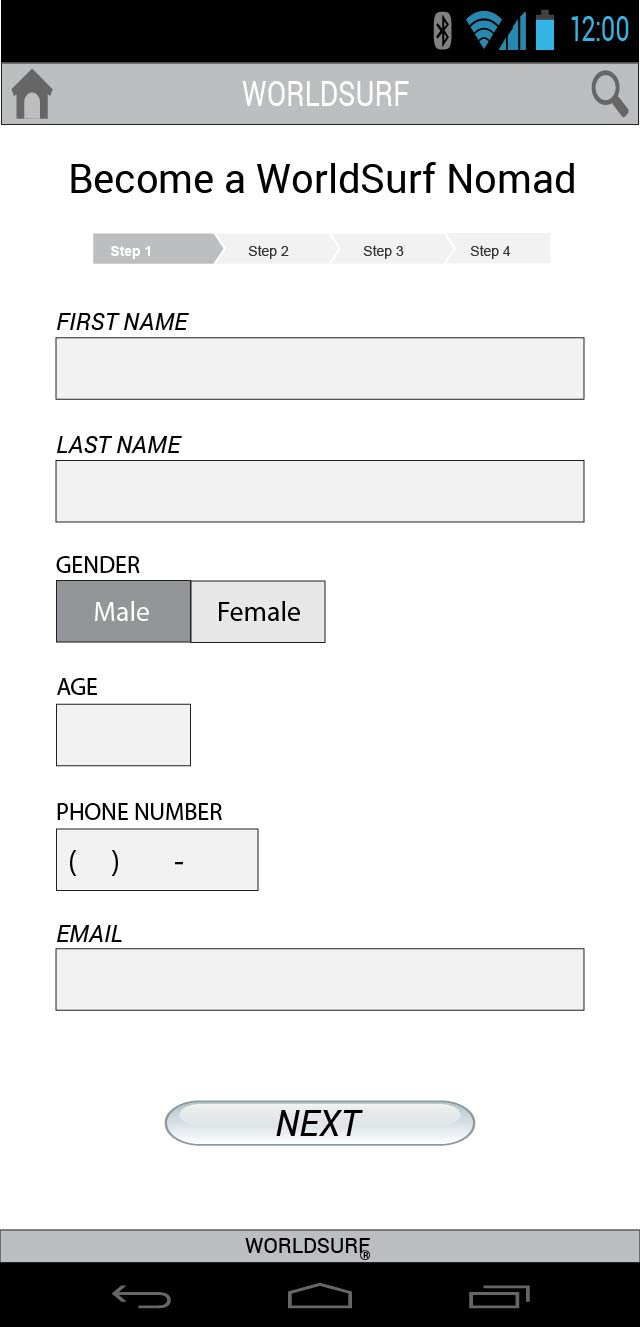 12:00
WORLDSURF
Become a WorldSurf Nomad
Step 1 Step 2 Step 3 Step 4
FIRST NAME
LAST NAME
GENDER
Male Female
AGE
PHONE NUMBER
( ) -
EMAIL
NEXT
WORLDSURF®